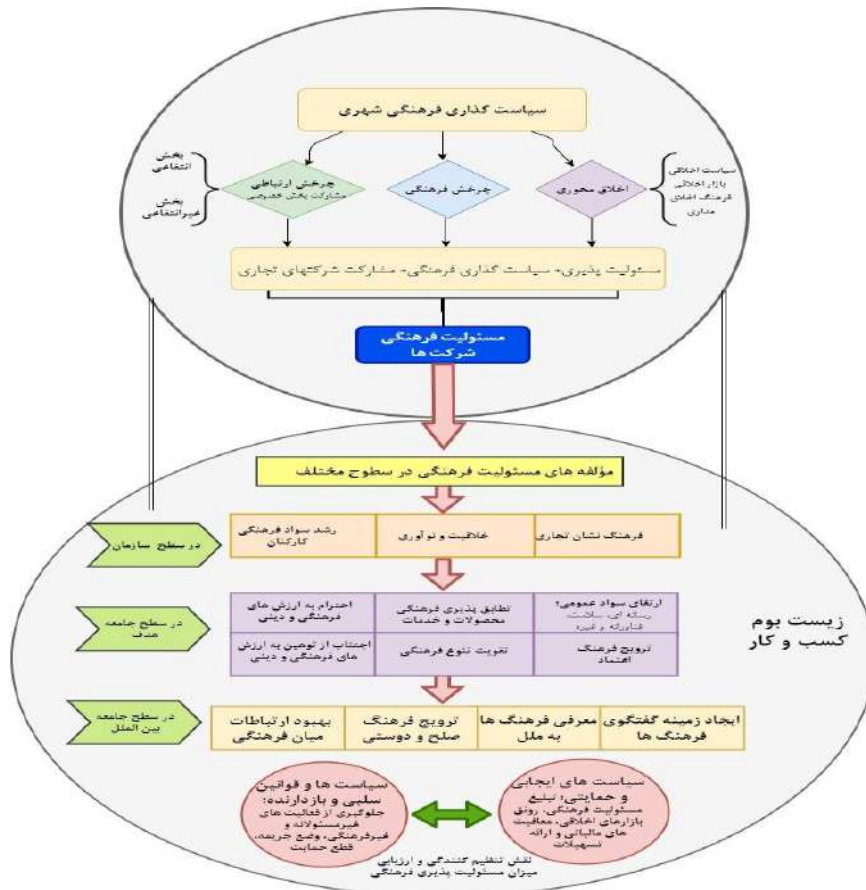 سیاست گذاری فرهنگی شهری
اخلاق محوری
چرخش فرهنگی
چرخش ارتباطی
مشارکت بخش خصوصی
سیاست اخلاقی
بازار اخلاقی
فرهنگ اخلاق
مداری
بخش
انتفاعی
بخش
غیرانتفاعی
مسئولیت پذیری+ سیاست گذاری فرهنگی+ مشارکت شرکتهای تجاری
مسئولیت فرهنگی
شرکت ها
مؤلفه های مسئولیت فرهنگی در سطوح مختلف
در سطح سازمان
فرهنگ نشان تجاری
خلاقیت و نوآوری
رشد سواد فرهنگی
کارکنان
زیست بوم
کسب و کار
در سطح جامعه
هدف
ارتقای سواد عمومی؛
رسانه ای، سلامت،
فناورانه و غیره
تطابق پذیری فرهنگی
محصولات و خدمات
احترام به ارزش های
فرهنگی و دینی
ترویج فرهنگ
اعتماد
تقویت تنوع فرهنگی
اجتناب از توهین به ارزش
های فرهنگی و دینی
در سطح جامعه
بین الملل
ایجاد زمینه گفتگوی
فرهنگ ها
معرفی فرهنگ ها
به ملل
ترویج فرهنگ
صلح و دوستی
بهبود ارتباطات
میان فرهنگی
سیاست های ایجابی
و حمایتی؛ تبلیغ
مسئولیت فرهنگی، رونق
بازارهای اخلاقی، معافیت
های مالیاتی و ارائه
تسهیلات
سیاست ها و قوانین
سلبی و بازدارنده؛
جلوگیری از فعالیت های
غیرمسئولانه و
غیرفرهنگی، وضع جریمه،
قطع حمایت
نقش تنظیم کنندگی و ارزیابی
میزان مسئولیت پذیری فرهنگی